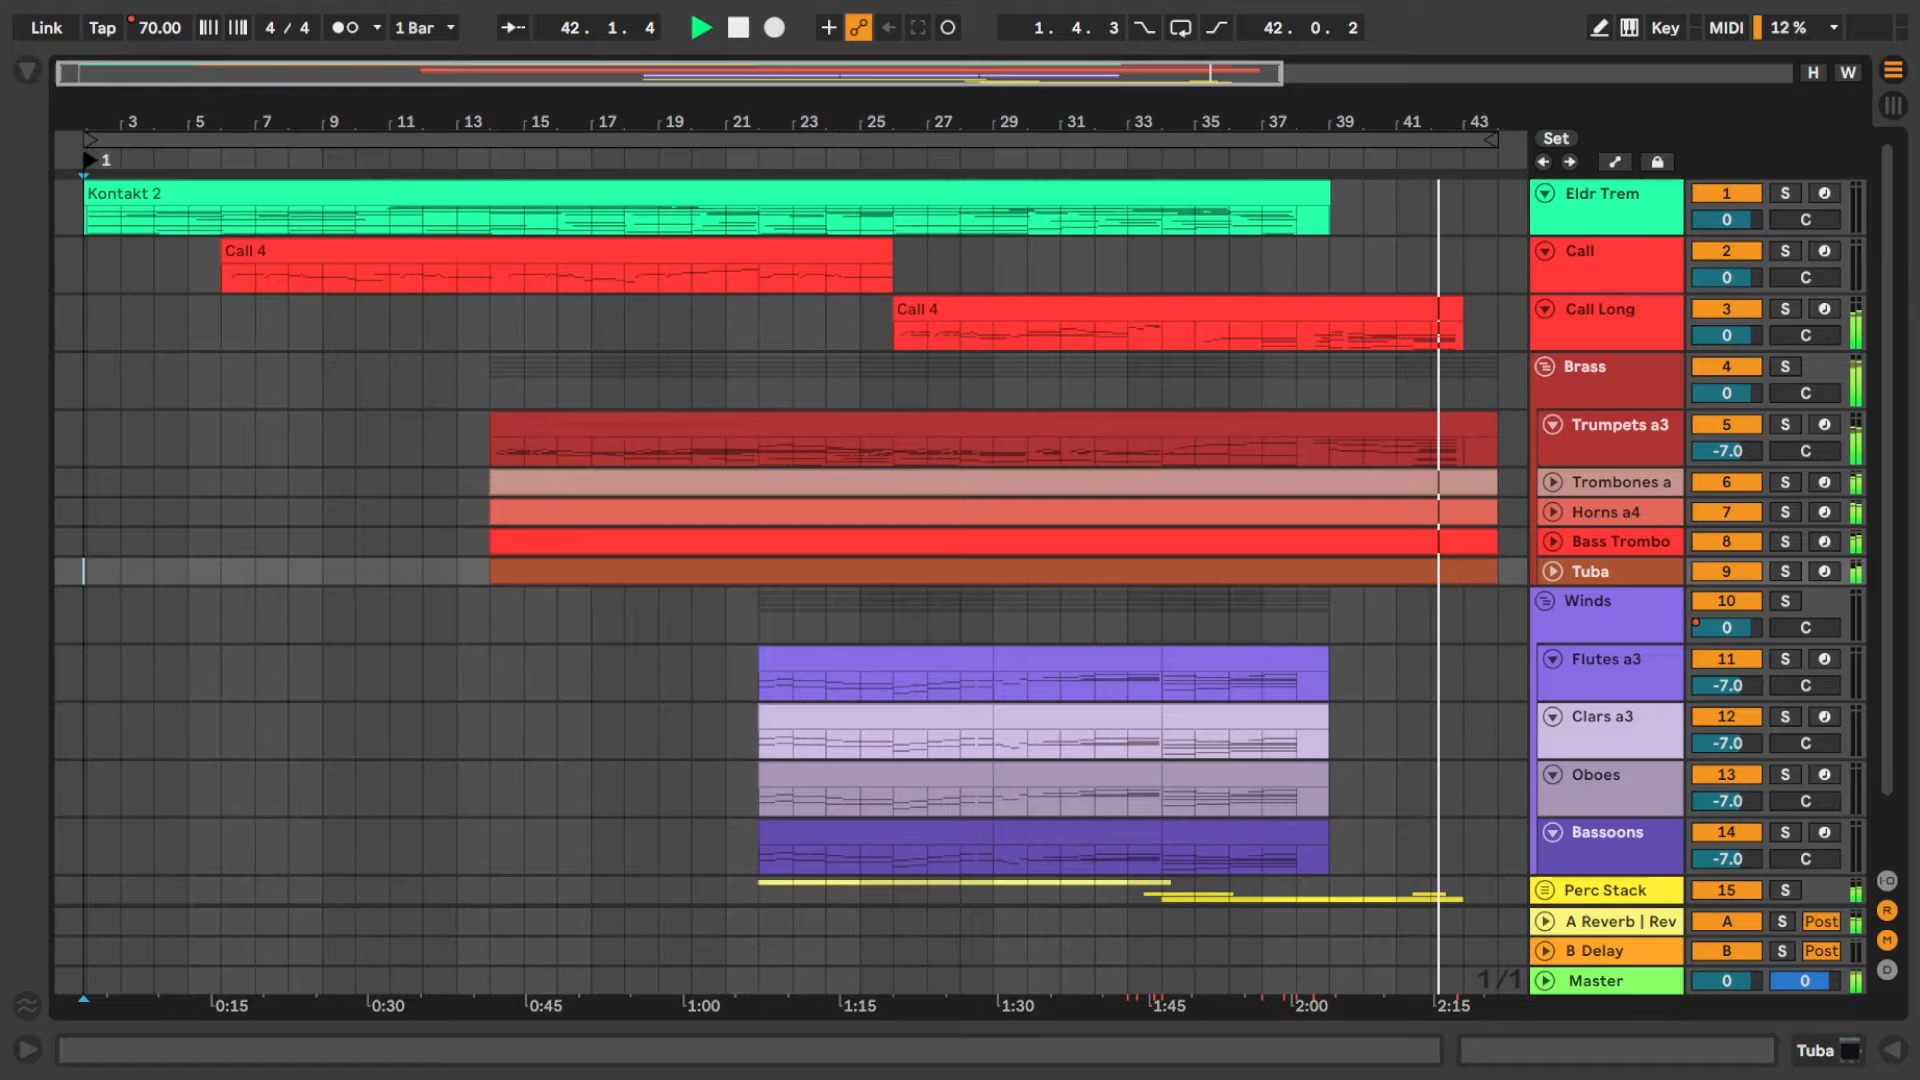 Link Tap 70.00 4 / 4 1 Bar 42. 1. 4 1. 4. 3 42. 0. 2 Key MIDI 12 %
H W
3 5 7 9 11 13 15 17 19 21 23 25 27 29 31 33 35 37 39 41 43
Set
1
Kontakt 2 Eldr Trem 1 S
0 C
Call 4 Call 2 S
0 C
Call 4 Call Long 3 S
0 C
Brass 4 S
0 C
Trumpets a3 5 S
-7.0 C
Trombones a 6 S
Horns a4 7 S
Bass Trombo 8 S
Tuba 9 S
Winds 10 S
0 C
Flutes a3 11 S
-7.0 C
Clars a3 12 S
-7.0 C
Oboes 13 S
-7.0 C
Bassoons 14 S
-7.0 C
Perc Stack 15 S
I·O
A Reverb | Rev A S Post
R
B Delay B S Post
M
1/1 Master 0 0
D
0:15 0:30 0:45 1:00 1:15 1:30 1:45 2:00 2:15
Tuba